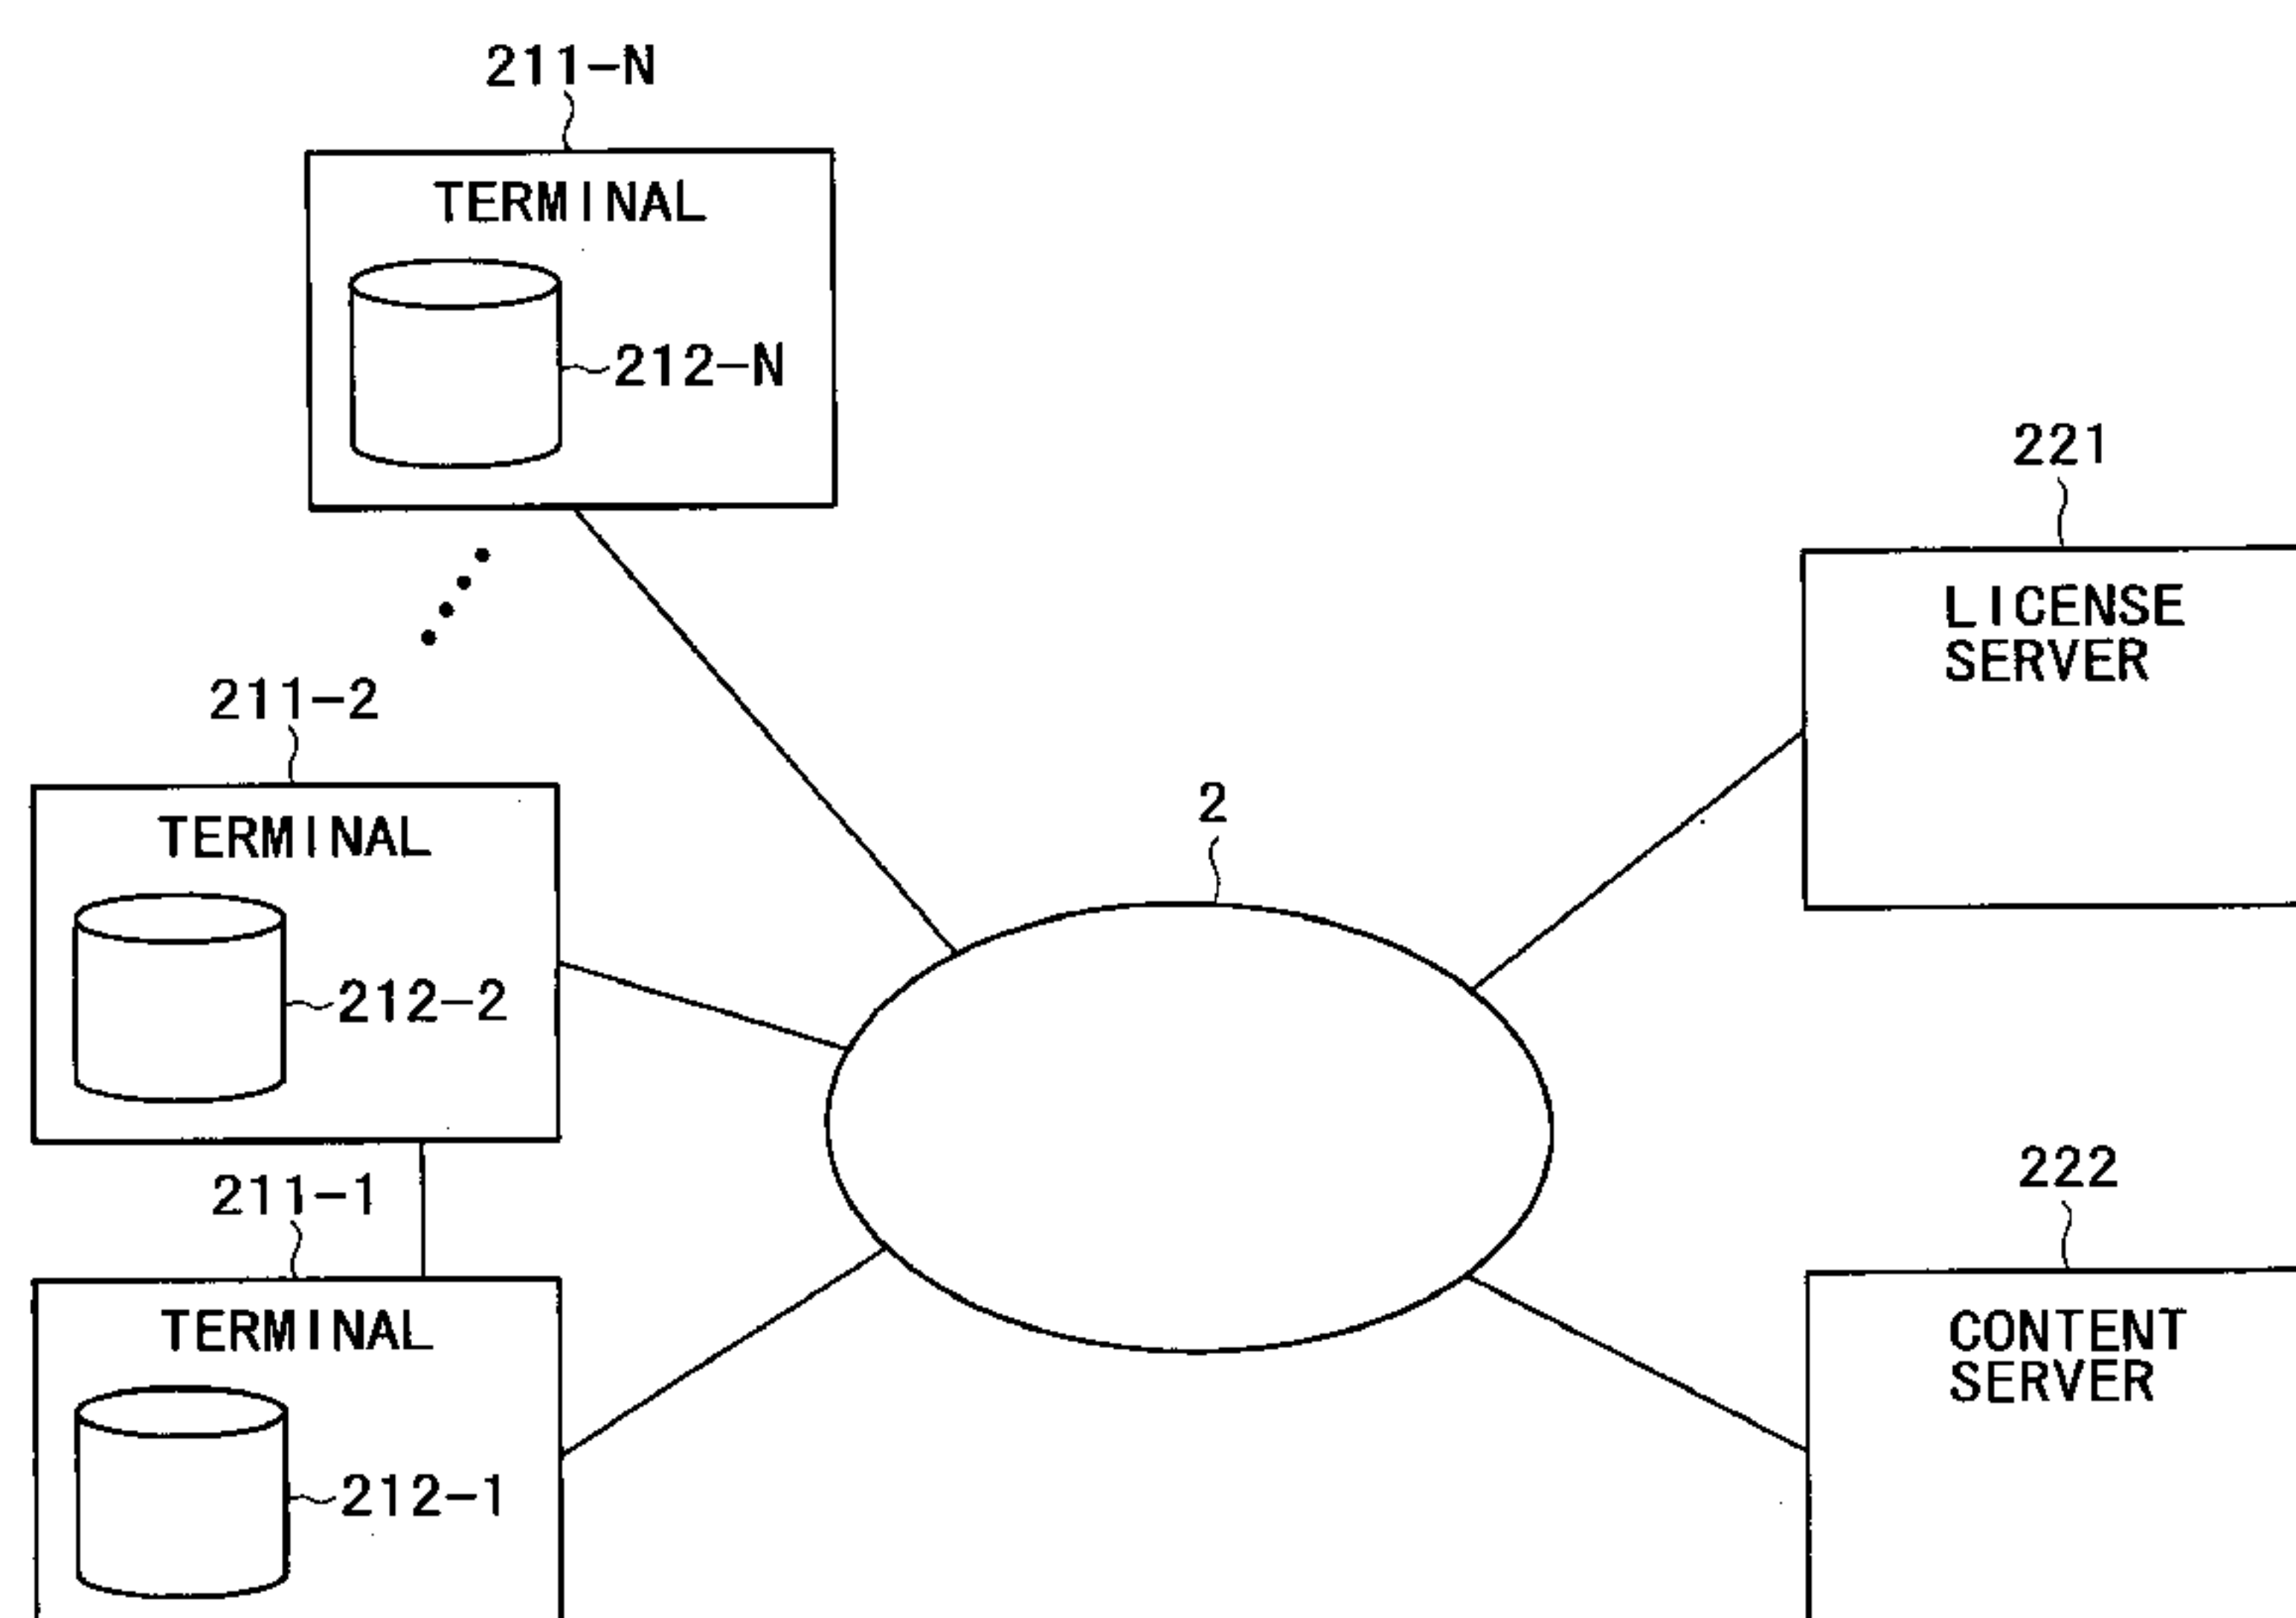 211-N
TERMINAL
212-N
221
LICENSE
SERVER
211-2
TERMINAL
212-2
2
211-1
TERMINAL
212-1
222
CONTENT
SERVER